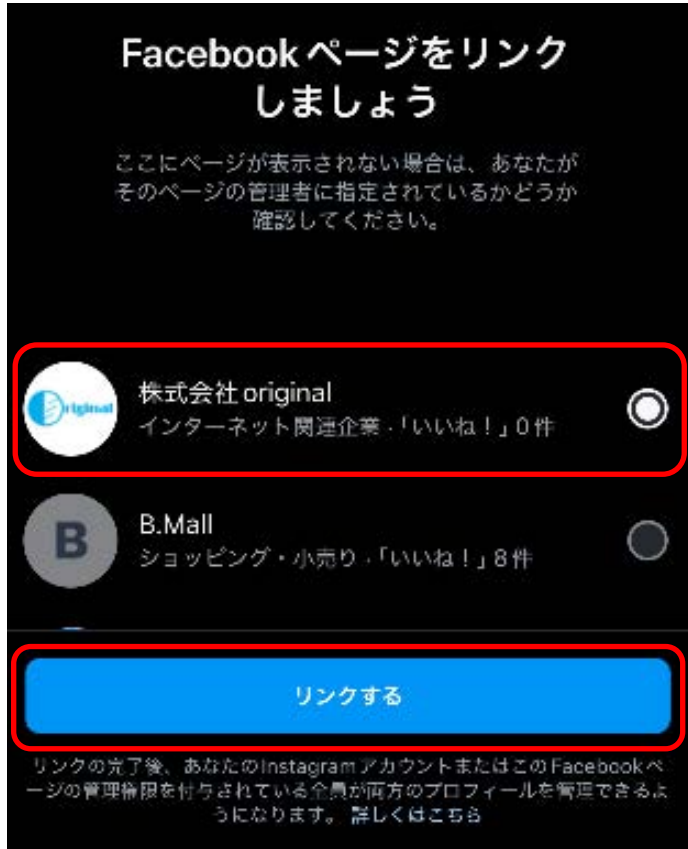 Facebookページをリンク
しましょう
ここにページが表示されない場合は、あなたが
そのページの管理者に指定されているかどうか
確認してください。
Original
株式会社original
インターネット関連企業・「いいね！」0件
B
B.Mall
ショッピング・小売り・「いいね！」8件
リンクする
リンクの完了後、あなたのInstagramアカウントまたはこのFacebookペ
ージの管理権限を付与されている全員が両方のプロフィールを管理できるよ
うになります。 詳しくはこちら